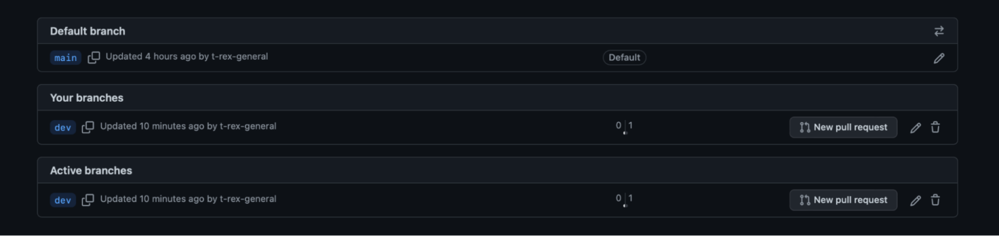 Default branch
main Updated 4 hours ago by t-rex-general Default
Your branches
dev Updated 10 minutes ago by t-rex-general 0 1 New pull request
Active branches
dev Updated 10 minutes ago by t-rex-general 0 1 New pull request